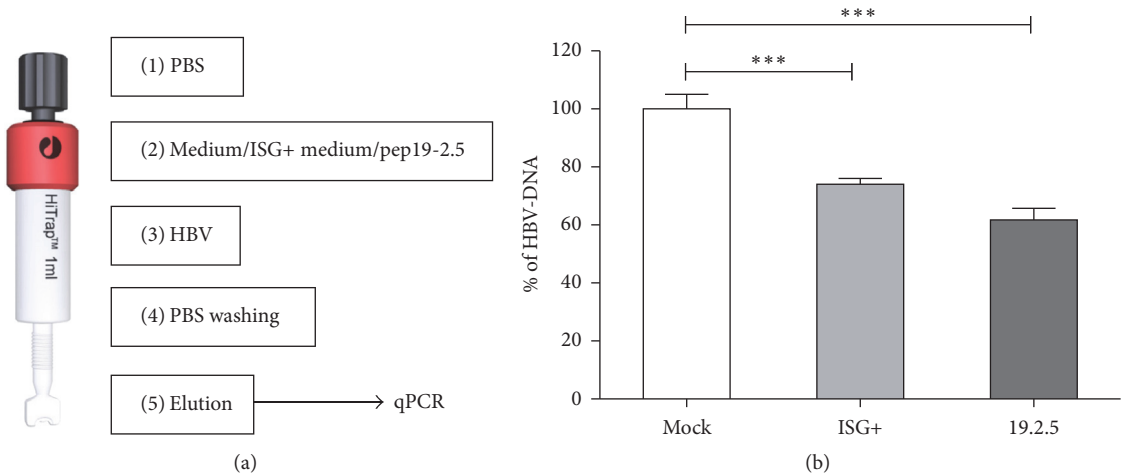 HiTrap™ 1ml
(1) PBS
(2) Medium/ISG+ medium/pep19-2.5
(3) HBV
(4) PBS washing
(5) Elution
qPCR
(a)
% of HBV-DNA
120
100
80
60
40
20
0
***
***
Mock
ISG+
19.2.5
(b)